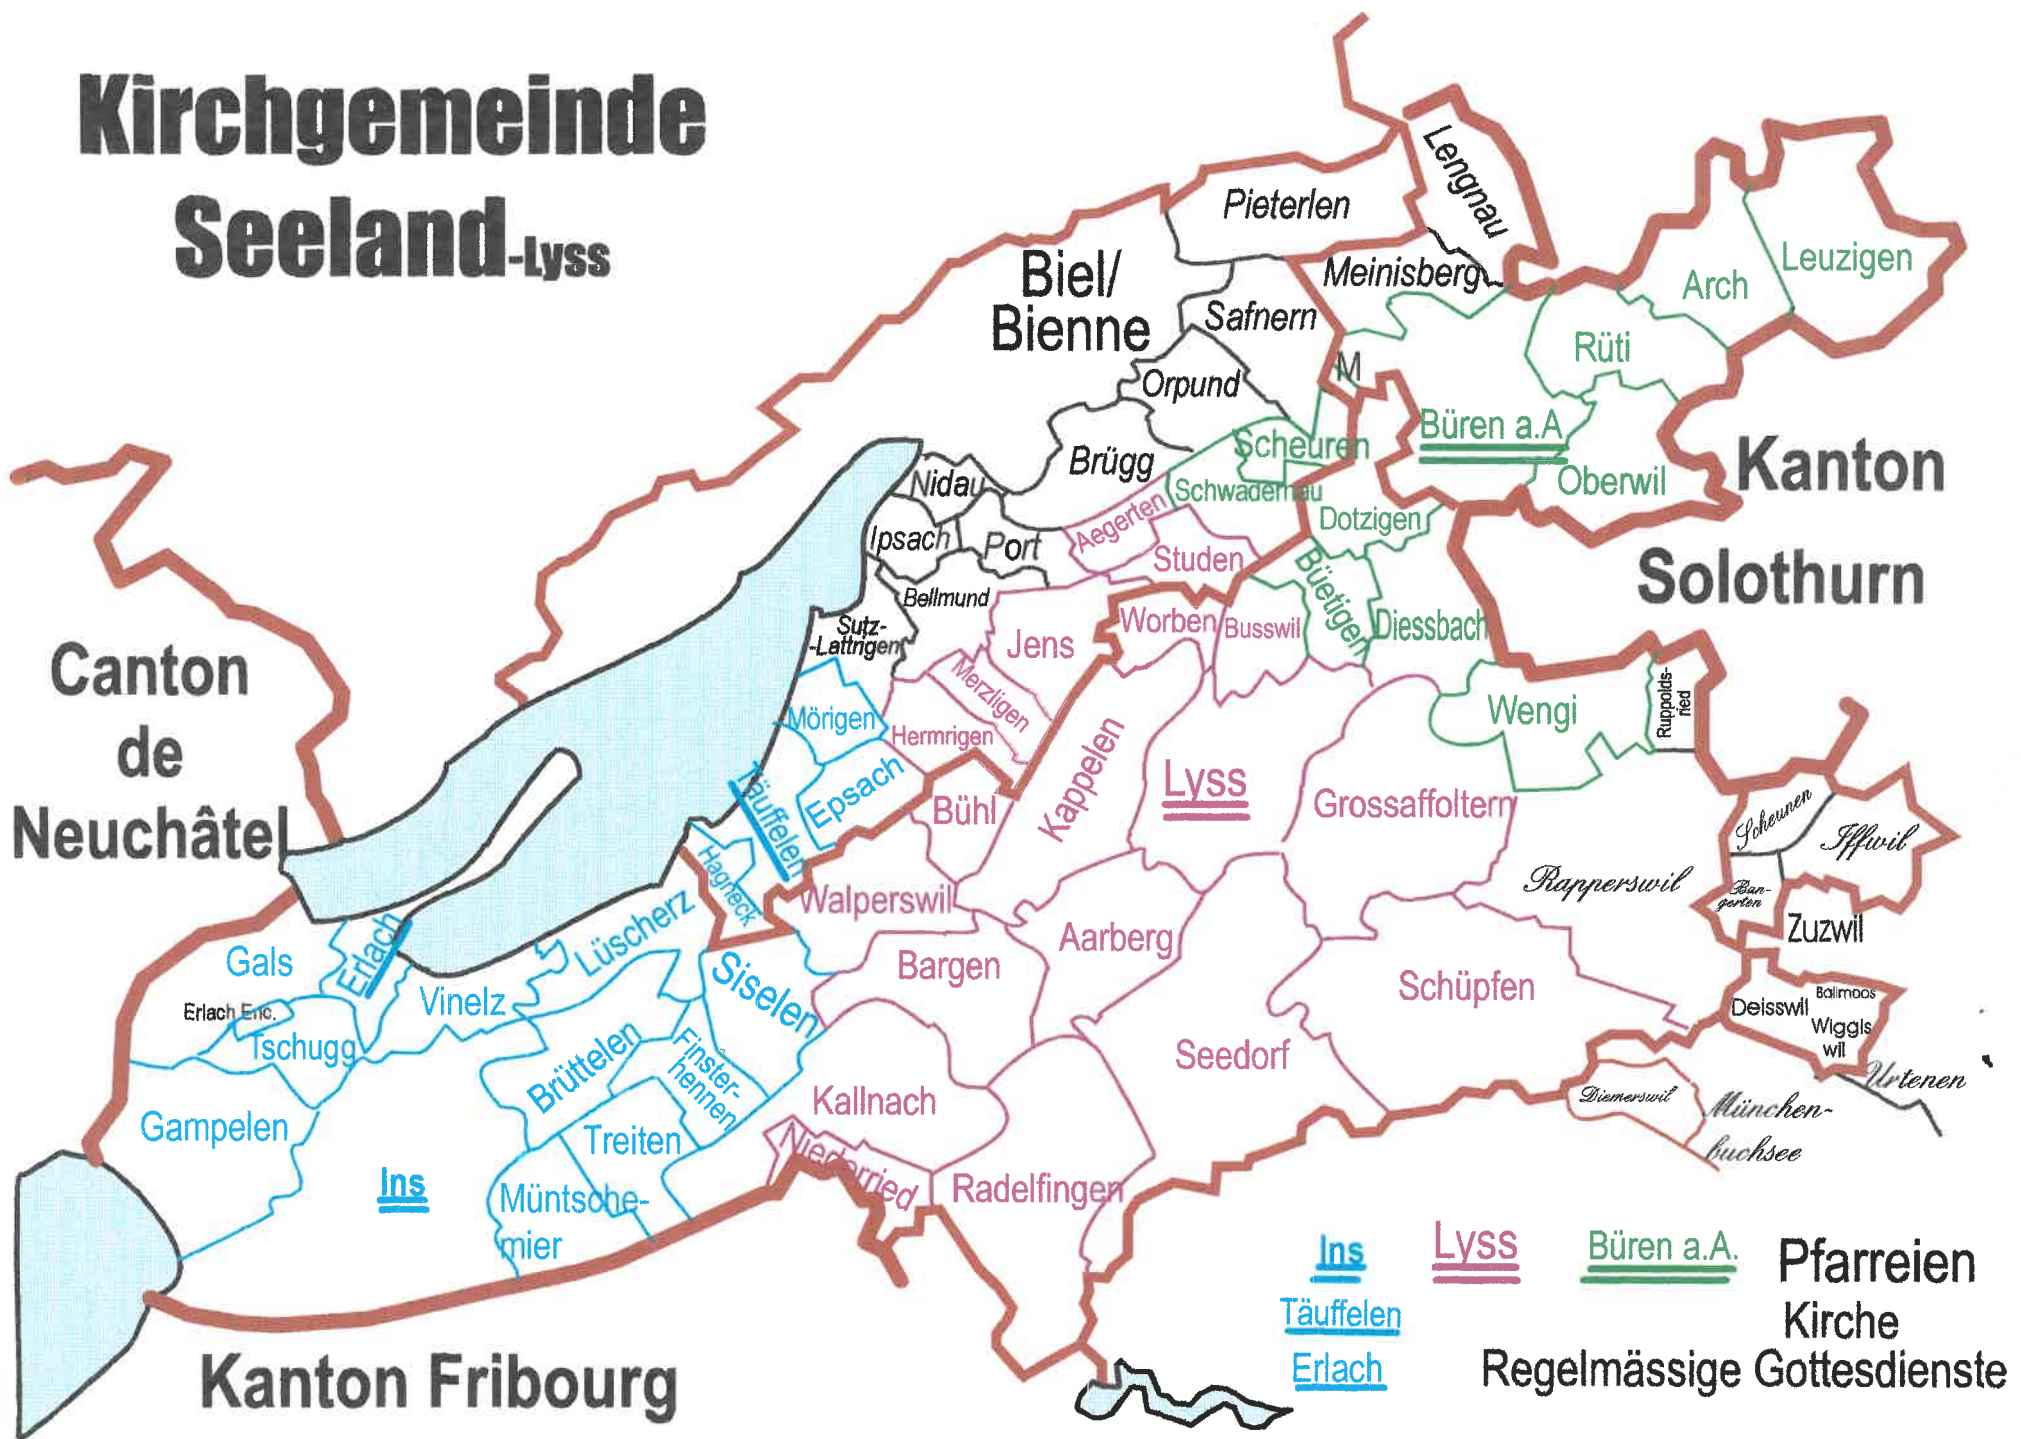 Kirchgemeinde
Seeland-Lyss
Lengnau
Pieterlen
Biel/
Bienne
Meinisberg
Safnern
Leuzigen
Arch
Rüti
M
Orpund
Büren a.A
Scheuren
Brügg
Nidau
Schwadernau
Oberwil
Kanton
Solothurn
Dotzigen
Aegerten
Studen
Ipsach
Port
Büetigen
Bellmund
Sutz-
-Lattrigen
Jens
Worben
Busswil
Diessbach
Canton
de
Neuchâtel
Merzligen
Mörigen
Hermrigen
Wengi
Ruppolds-
ried
Täuffelen
Epsach
Bühl
Kappelen
Lyss
Grossaffoltern
Scheunen
Iffwil
Hagneck
Walperswil
Rapperswil
Ban-
gerten
Zuzwil
Gals
Erlach
Lüscherz
Aarberg
Bargen
Siselen
Schüpfen
Erlach Enc.
Vinelz
Deisswil
Ballmoos
Wiggis
wil
Tschugg
Brüttelen
Finster-
hennen
Seedorf
Urtenen
Gampelen
Kallnach
Diemerswil
München-
buchsee
Treiten
Niederried
Ins
Müntsche-
mier
Radelfingen
Ins
Lyss
Büren a.A.
Pfarreien
Täuffelen
Kirche
Erlach
Regelmässige Gottesdienste
Kanton Fribourg